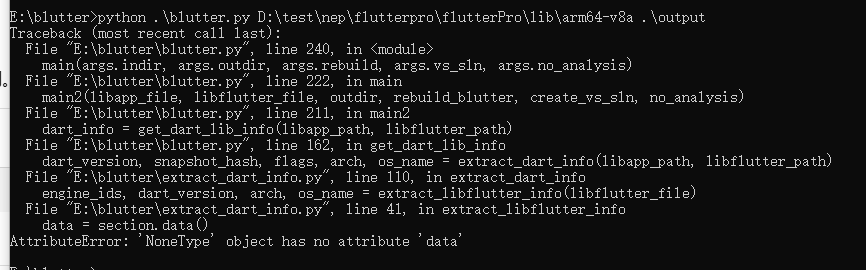 E:\blutter>python .\blutter.py D:\test\nep\flutterpro\flutterPro\lib\arm64-v8a .\output
Traceback (most recent call last):
  File "E:\blutter\blutter.py", line 240, in <module>
    main(args.indir, args.outdir, args.rebuild, args.vs_sln, args.no_analysis)
  File "E:\blutter\blutter.py", line 222, in main
    main2(libapp_file, libflutter_file, outdir, rebuild_blutter, create_vs_sln, no_analysis)
  File "E:\blutter\blutter.py", line 211, in main2
    dart_info = get_dart_lib_info(libapp_path, libflutter_path)
  File "E:\blutter\blutter.py", line 162, in get_dart_lib_info
    dart_version, snapshot_hash, flags, arch, os_name = extract_dart_info(libapp_path, libflutter_path)
  File "E:\blutter\extract_dart_info.py", line 110, in extract_dart_info
    engine_ids, dart_version, arch, os_name = extract_libflutter_info(libflutter_file)
  File "E:\blutter\extract_dart_info.py", line 41, in extract_libflutter_info
    data = section.data()
AttributeError: 'NoneType' object has no attribute 'data'
E:\blutter>